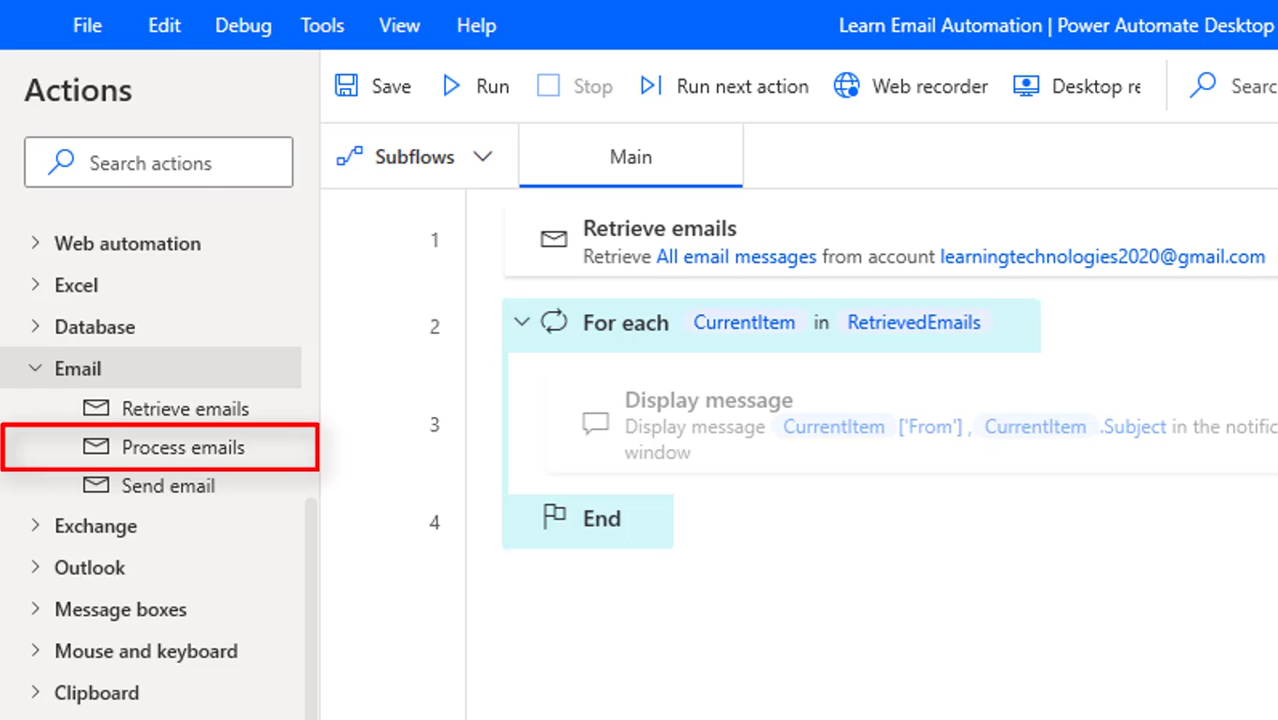 File Edit Debug Tools View Help Learn Email Automation | Power Automate Desktop
Actions
Save Run Stop Run next action Web recorder Desktop re Searc
Search actions
Subflows Main
Web automation
Excel
Database
Email
Retrieve emails
Process emails
Send email
Exchange
Outlook
Message boxes
Mouse and keyboard
Clipboard
1 Retrieve emails
Retrieve All email messages from account learningtechnologies2020@gmail.com
2 For each CurrentItem in RetrievedEmails
Display message
3 Display message CurrentItem ['From'] , CurrentItem .Subject in the notific
window
4 End